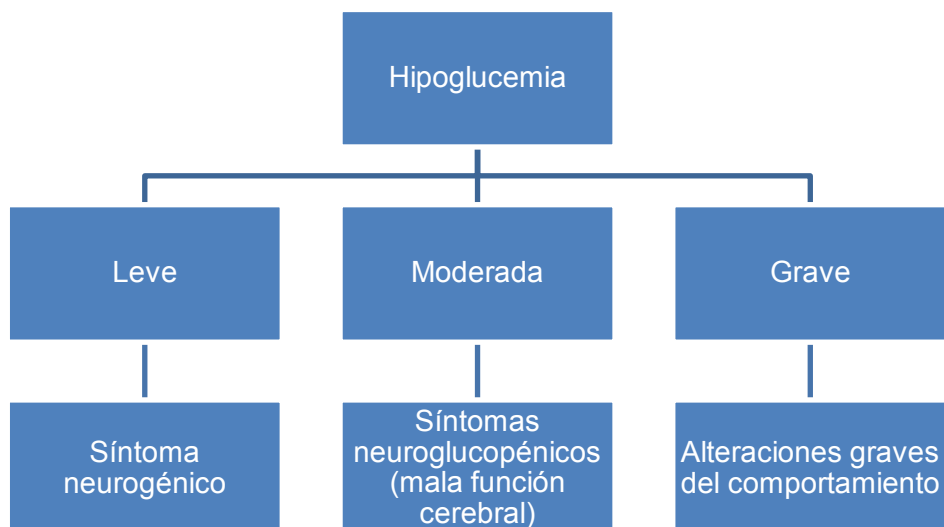 Hipoglucemia
Leve
Moderada
Grave
Síntoma
neurogénico
Síntomas
neuroglucopénicos
(mala función
cerebral)
Alteraciones graves
del comportamiento